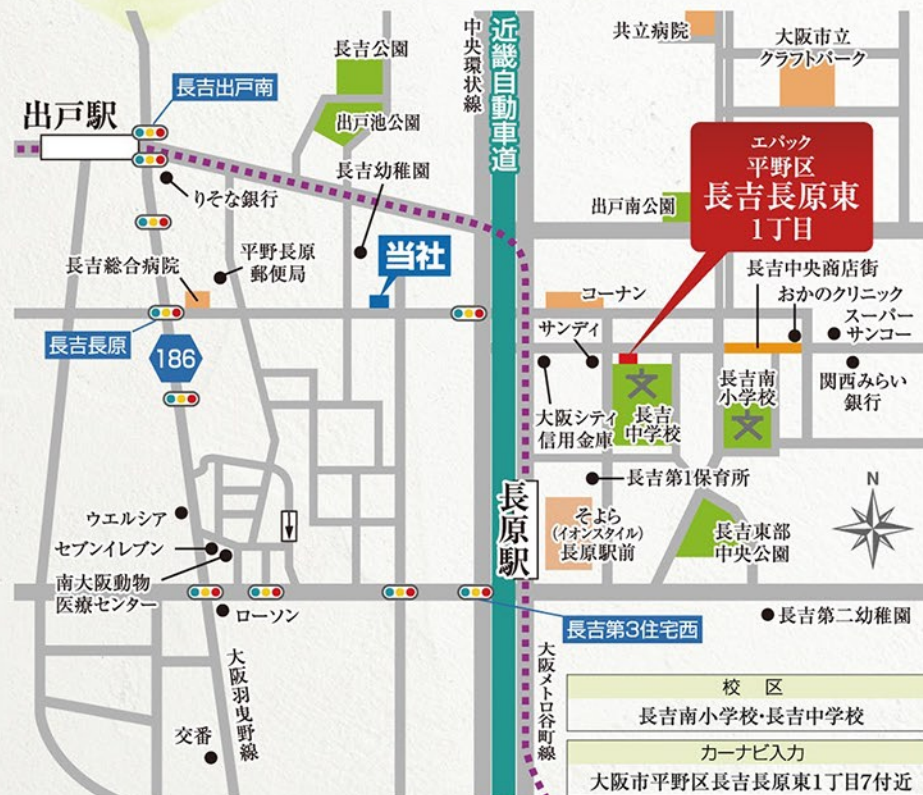 近畿自動車道
中央環状線
長吉公園
共立病院
大阪市立
クラフトパーク
長吉出戸南
出戸駅
出戸池公園
エバック
平野区
長吉長原東
1丁目
長吉幼稚園
りそな銀行
出戸南公園
平野長原
郵便局
当社
長吉総合病院
長吉中央商店街
コーナン
おかのクリニック
スーパー
サンコー
サンディ
長吉長原
186
長吉南
小学校
関西みらい
銀行
大阪シティ
信用金庫
長吉
中学校
長吉第1保育所
N
長原駅
そよら
(イオンスタイル)
長原駅前
長吉東部
中央公園
ウエルシア
セブンイレブン
南大阪動物
医療センター
ローソン
長吉第3住宅西
長吉第二幼稚園
大阪羽曳野線
大阪メトロ谷町線
交番
校 区
長吉南小学校・長吉中学校
カーナビ入力
大阪市平野区長吉長原東1丁目7付近